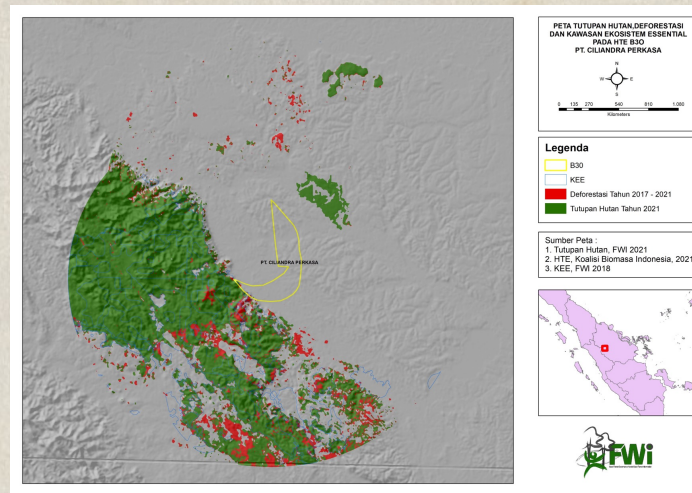 PETA TUTUPAN HUTAN,DEFORESTASI
DAN KAWASAN EKOSISTEM ESSENTIAL
PADA HTE B30
PT. CILIANDRA PERKASA
N
W E
S
0 135 270 540 810 1.080
Kilometers
Legenda
B30
KEE
Deforestasi Tahun 2017 - 2021
Tutupan Hutan Tahun 2021
Sumber Peta :
1. Tutupan Hutan, FWI 2021
2. HTE, Koalisi Biomasa Indonesia, 2021
3. KEE, FWI 2018
PT. CILIANDRA PERKASA
FWi